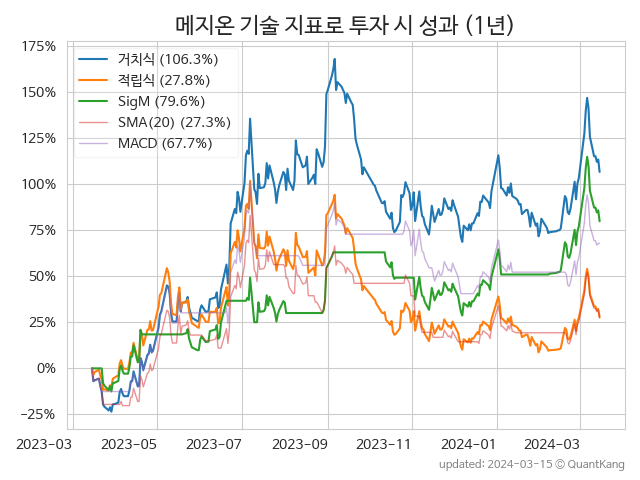 메지온 기술 지표로 투자 시 성과 (1년)
175%
150%
125%
100%
75%
50%
25%
0%
−25%
거치식 (106.3%)
적립식 (27.8%)
SigM (79.6%)
SMA(20) (27.3%)
MACD (67.7%)
2023-03
2023-05
2023-07
2023-09
2023-11
2024-01
2024-03
updated: 2024-03-15 © QuantKang